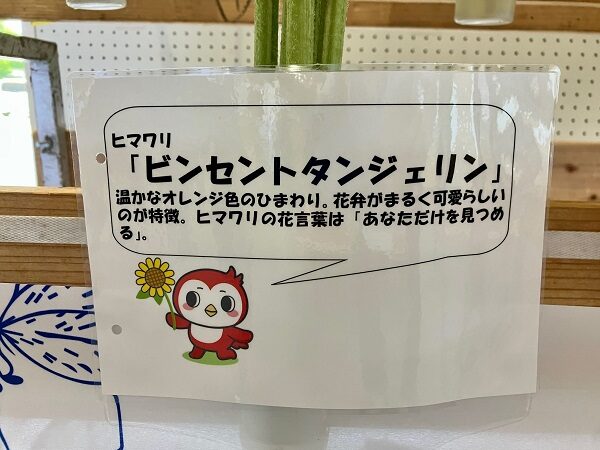 ヒマワリ
「ビンセントタンジェリン」
温かなオレンジ色のひまわり。花弁がまるく可愛らしい
のが特徴。ヒマワリの花言葉は「あなただけを見つめ
る」。